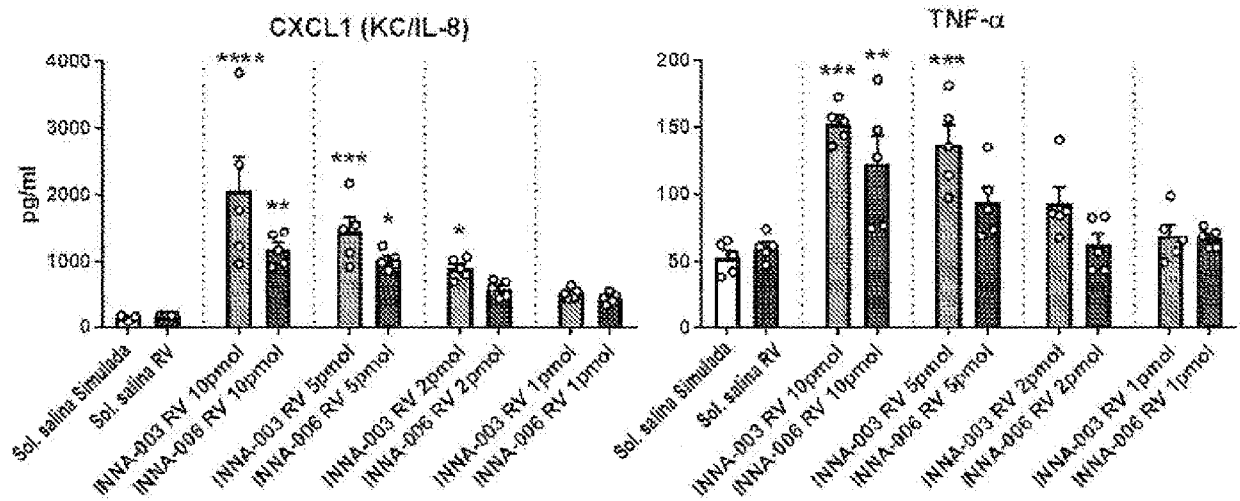 CXCL1 (KC/IL-8)
pg/ml
4000
3000
2000
1000
0
****
**
***
*
*
Sol. salina Simulada
Sol. salina RV
INNA-003 RV 10pmol
INNA-006 RV 10pmol
INNA-003 RV 5pmol
INNA-006 RV 5pmol
INNA-003 RV 2pmol
INNA-006 RV 2pmol
INNA-003 RV 1pmol
INNA-006 RV 1pmol
TNF-α
200
150
100
50
0
***
**
***
Sol. salina Simulada
Sol. salina RV
INNA-003 RV 10pmol
INNA-006 RV 10pmol
INNA-003 RV 5pmol
INNA-006 RV 5pmol
INNA-003 RV 2pmol
INNA-006 RV 2pmol
INNA-003 RV 1pmol
INNA-006 RV 1pmol